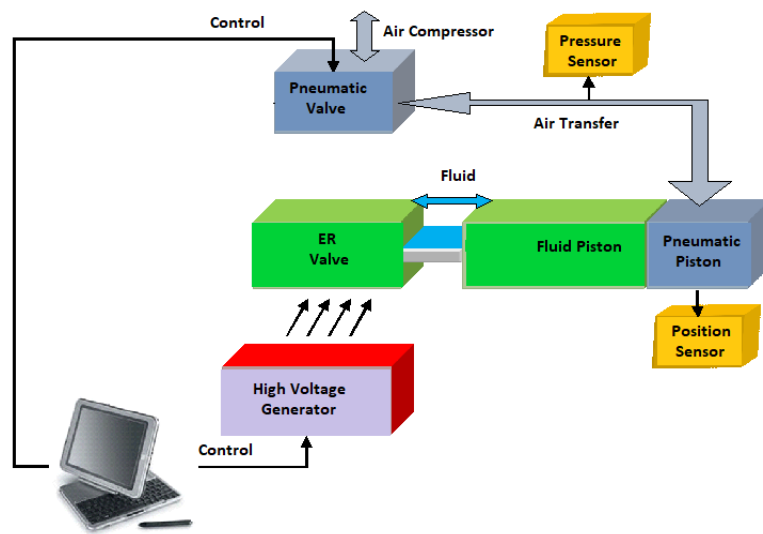 Control
Air Compressor
Pressure
Sensor
Pneumatic
Valve
Air Transfer
Fluid
ER
Valve
Fluid Piston
Pneumatic
Piston
Position
Sensor
High Voltage
Generator
Control